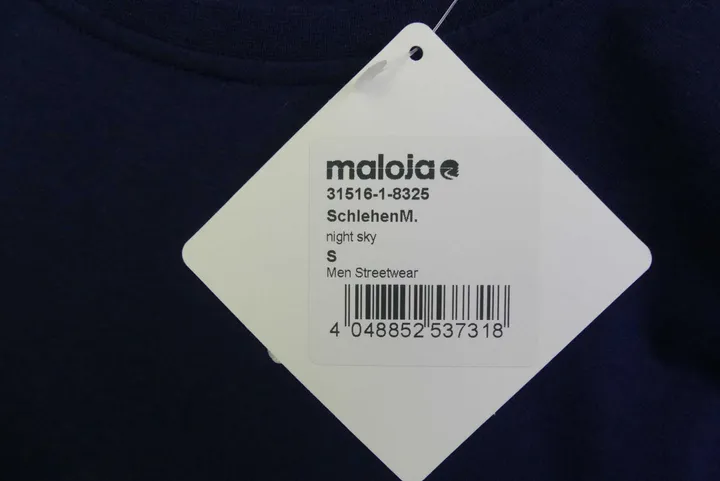 maloja
31516-1-8325
SchlehenM.
night sky
S
Men Streetwear
4 048852 537318